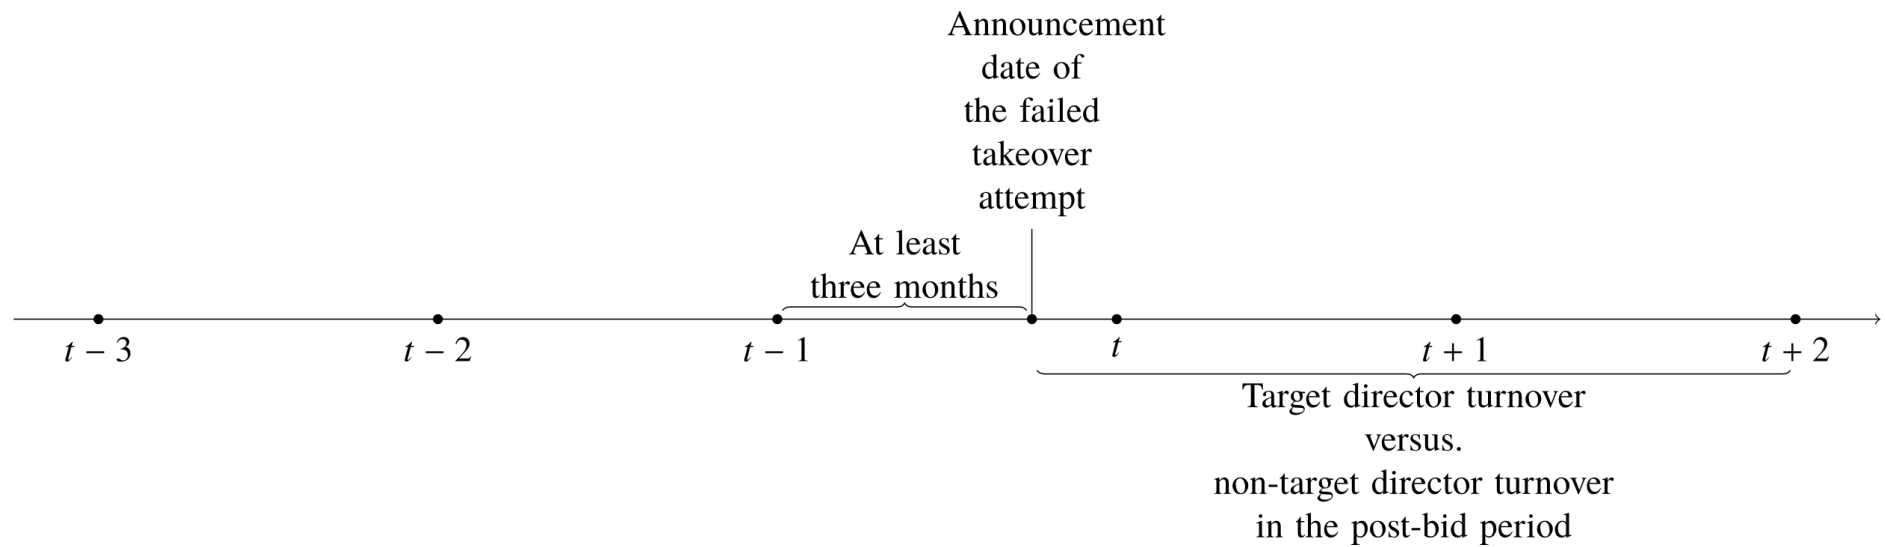 Announcement
date of
the failed
takeover
attempt
At least
three months
t − 3
t − 2
t − 1
t
t + 1
t + 2
Target director turnover
versus.
non-target director turnover
in the post-bid period